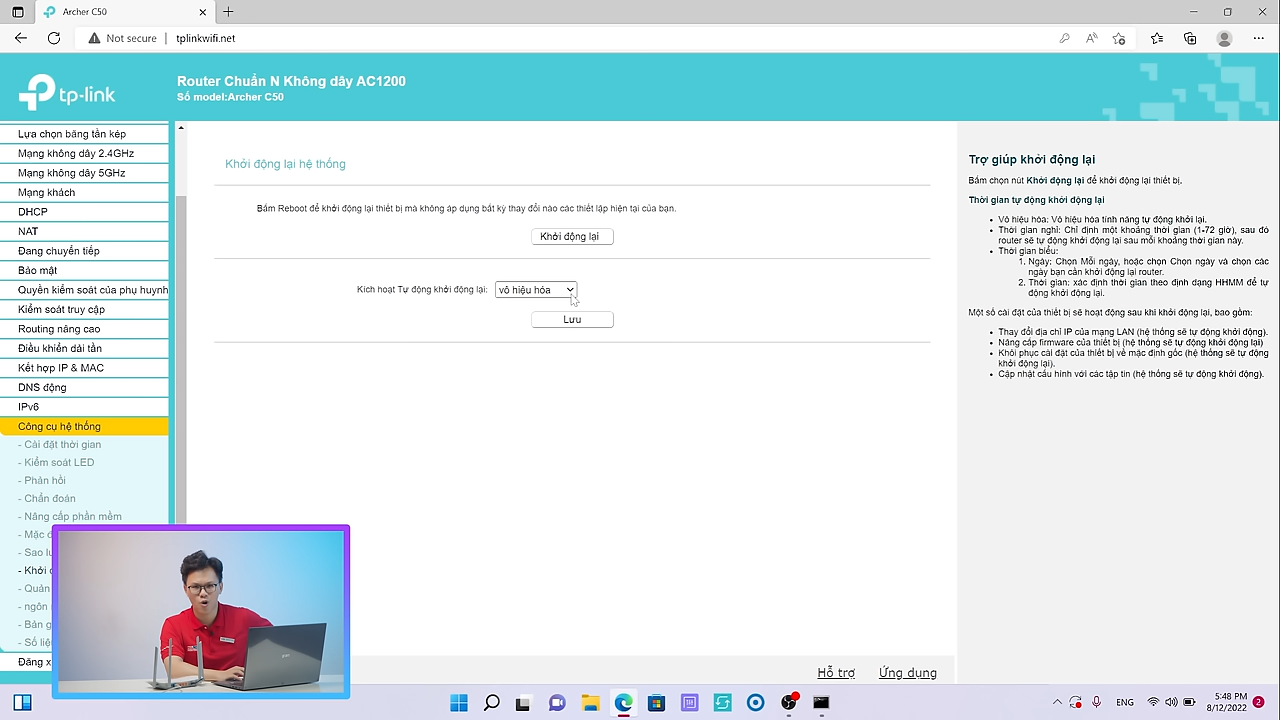 Archer C50
Not secure
tplinkwifi.net
tp-link
Router Chuẩn N Không dây AC1200
Số model:Archer C50
Lựa chọn băng tần kép
Mạng không dây 2.4GHz
Mạng không dây 5GHz
Mạng khách
DHCP
NAT
Đang chuyển tiếp
Bảo mật
Quyền kiểm soát của phụ huynh
Kiểm soát truy cập
Routing nâng cao
Điều khiển dải tần
Kết hợp IP & MAC
DNS động
IPv6
Công cụ hệ thống
- Cài đặt thời gian
- Kiểm soát LED
- Phản hồi
- Chẩn đoán
- Nâng cấp phần mềm
- Mặc
- Sao
- Khởi
- Quản
- ngôn
- Bản
- Số
Đăng
Khởi động lại hệ thống
Bấm Reboot để khởi động lại thiết bị mà không áp dụng bất kỳ thay đổi nào các thiết lập hiện tại của bạn.
Khởi động lại
Kích hoạt Tự động khởi động lại:
vô hiệu hóa
Lưu
Hỗ trợ
Ứng dụng
Trợ giúp khởi động lại
Bấm chọn nút Khởi động lại để khởi động lại thiết bị.
Thời gian tự động khởi động lại
• Vô hiệu hóa: Vô hiệu hóa tính năng tự động khởi lại.
• Thời gian nghỉ: Chỉ định một khoảng thời gian (1-72 giờ), sau đó
router sẽ tự động khởi động lại sau mỗi khoảng thời gian này.
• Thời gian biểu:
1. Ngày: Chọn Mỗi ngày, hoặc chọn Chọn ngày và chọn các
ngày bạn cần khởi động lại router.
2. Thời gian: xác định thời gian theo định dạng HHMM để tự
động khởi động lại.
Một số cài đặt của thiết bị sẽ hoạt động sau khi khởi động lại, bao gồm:
• Thay đổi địa chỉ IP của mạng LAN (hệ thống sẽ tự động khởi động).
• Nâng cấp firmware của thiết bị (hệ thống sẽ tự động khởi động lại)
• Khôi phục cài đặt của thiết bị về mặc định gốc (hệ thống sẽ tự động
khởi động lại).
• Cập nhật cấu hình với các tập tin (hệ thống sẽ tự động khởi động).
ENG
5:48 PM
8/12/2022
2